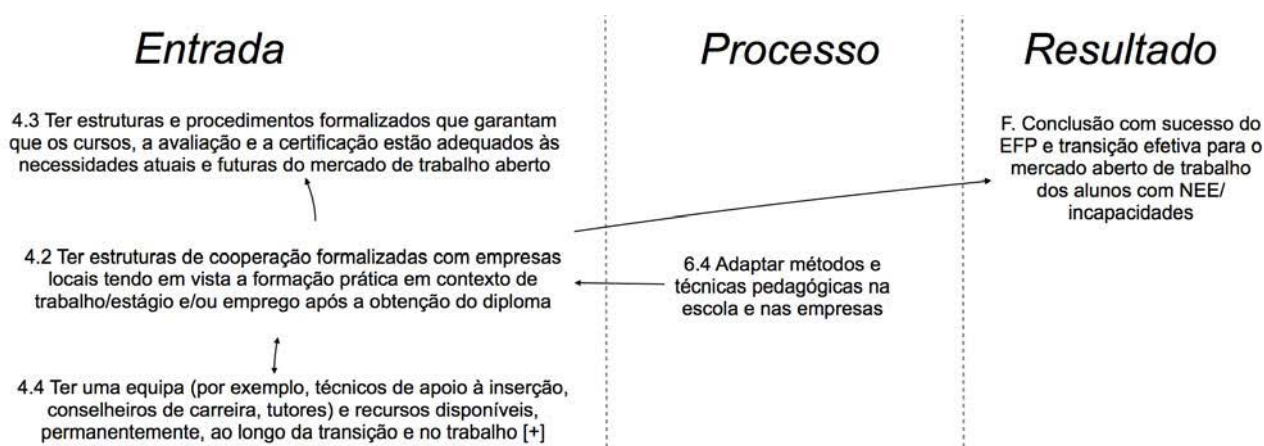 Entrada
Processo
Resultado
4.3 Ter estruturas e procedimentos formalizados que garantam
que os cursos, a avaliação e a certificação estão adequados às
necessidades atuais e futuras do mercado de trabalho aberto
F. Conclusão com sucesso do
EFP e transição efetiva para o
mercado aberto de trabalho
dos alunos com NEE/
incapacidades
4.2 Ter estruturas de cooperação formalizadas com empresas
locais tendo em vista a formação prática em contexto de
trabalho/estágio e/ou emprego após a obtenção do diploma
6.4 Adaptar métodos e
técnicas pedagógicas na
escola e nas empresas
4.4 Ter uma equipa (por exemplo, técnicos de apoio à inserção,
conselheiros de carreira, tutores) e recursos disponíveis,
permanentemente, ao longo da transição e no trabalho [+]